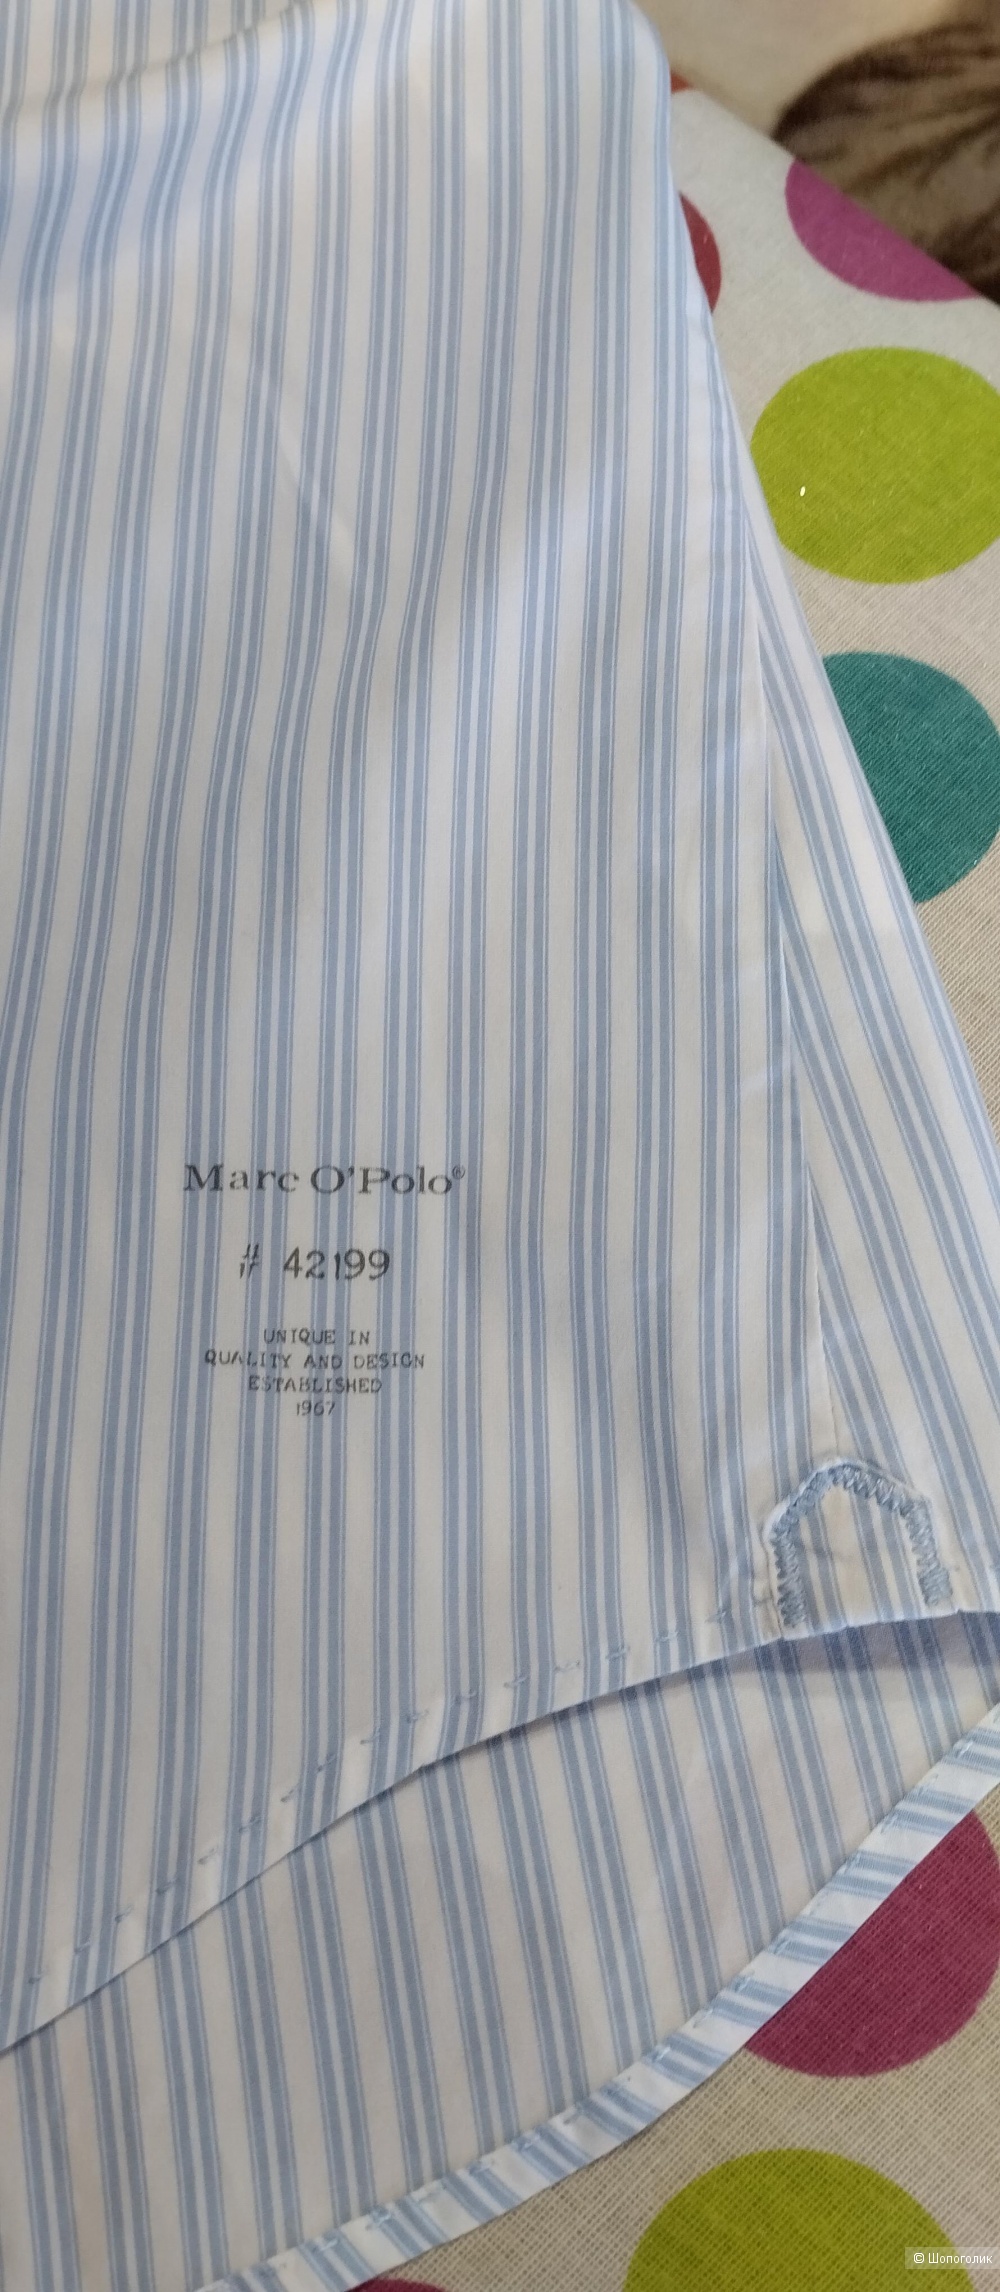 Marc O'Polo®
# 42199
UNIQUE IN
QUALITY AND DESIGN
ESTABLISHED
1967
© Шопоголик